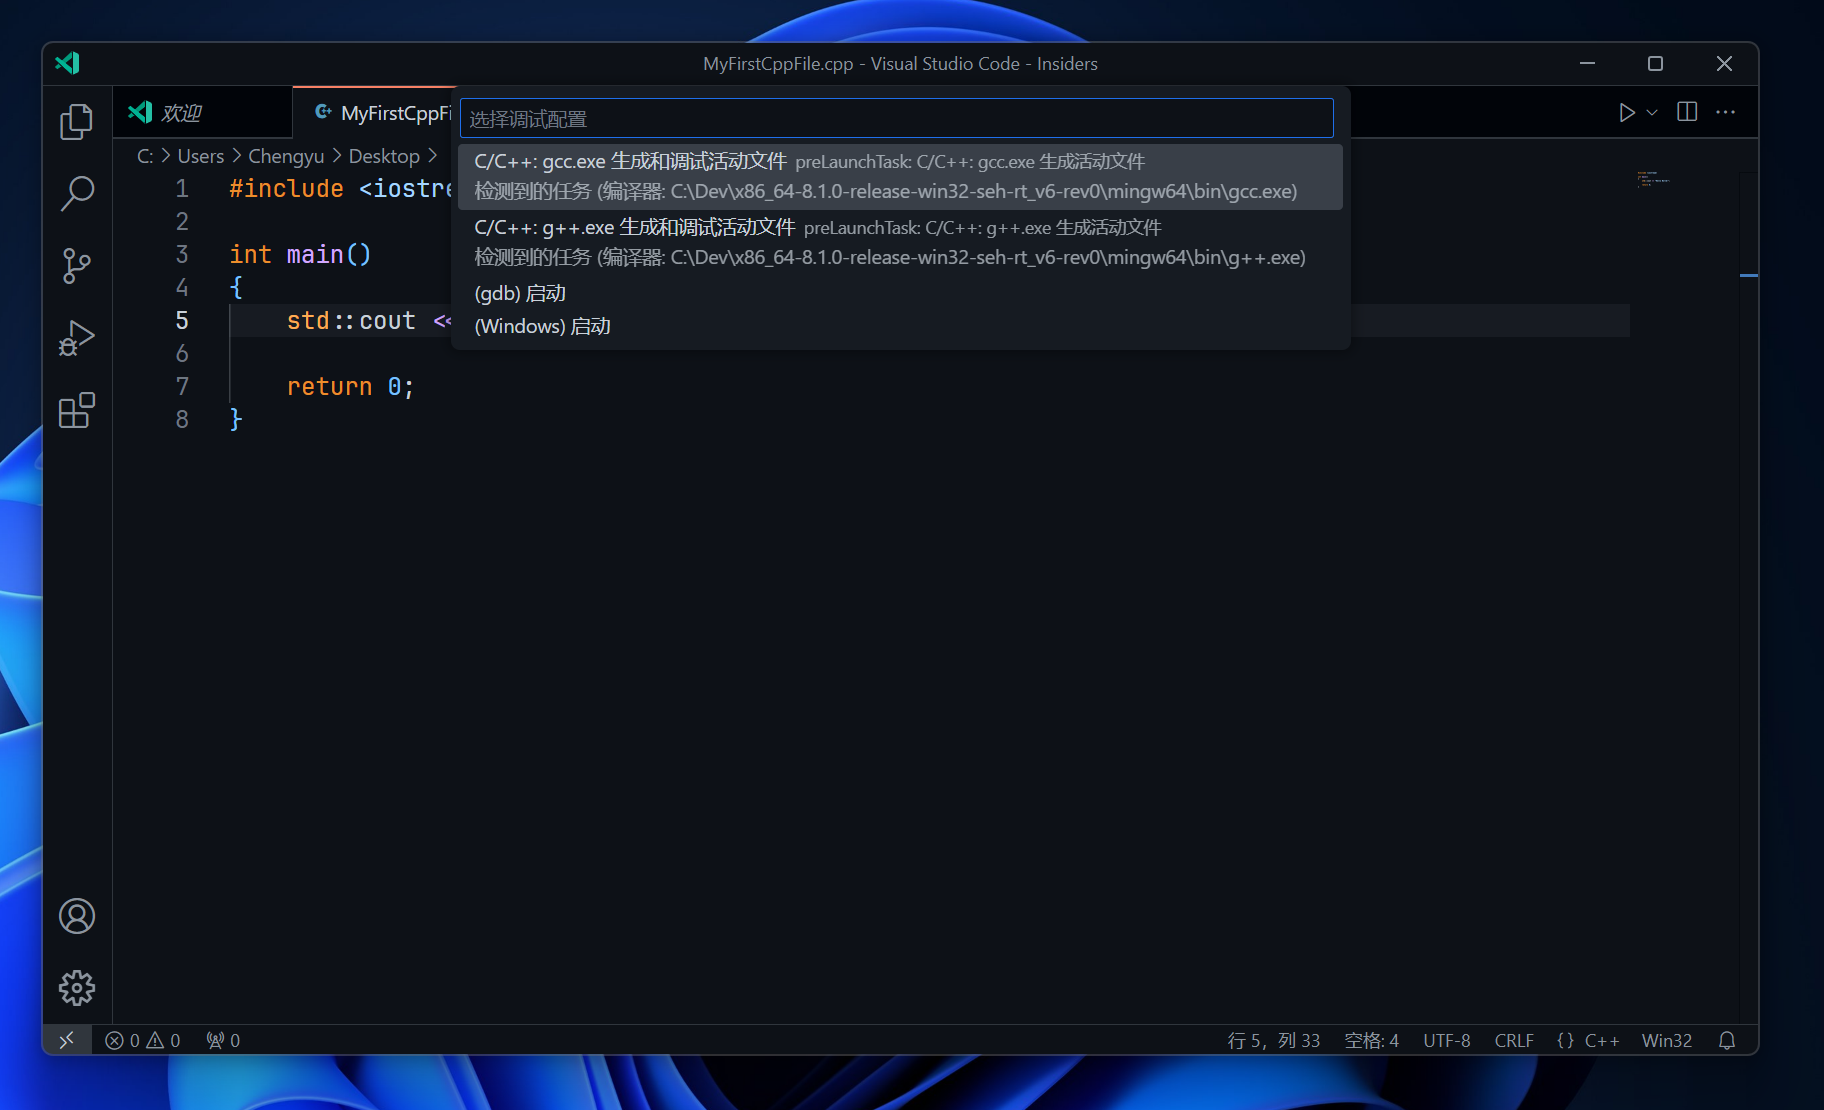 MyFirstCppFile.cpp - Visual Studio Code - Insiders
欢迎
MyFirstCppFi
选择调试配置
C: > Users > Chengyu > Desktop >
C/C++: gcc.exe 生成和调试活动文件 preLaunchTask: C/C++: gcc.exe 生成活动文件
检测到的任务 (编译器: C:\Dev\x86_64-8.1.0-release-win32-seh-rt_v6-rev0\mingw64\bin\gcc.exe)
C/C++: g++.exe 生成和调试活动文件 preLaunchTask: C/C++: g++.exe 生成活动文件
检测到的任务 (编译器: C:\Dev\x86_64-8.1.0-release-win32-seh-rt_v6-rev0\mingw64\bin\g++.exe)
(gdb) 启动
(Windows) 启动
1 #include <iostre
2
3 int main()
4 {
5 std::cout <<
6
7 return 0;
8 }
0 0 0
行 5，列 33 空格: 4 UTF-8 CRLF {} C++ Win32